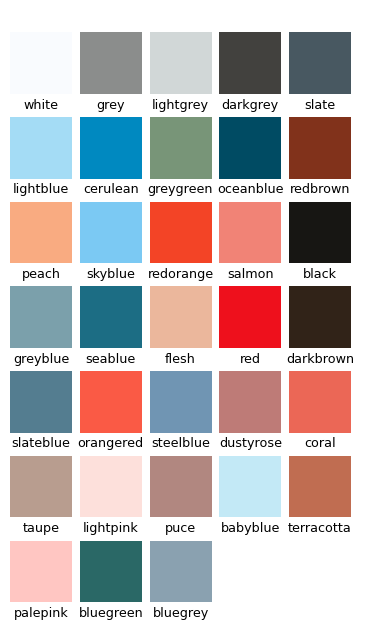 white grey lightgrey darkgrey slate
lightblue cerulean greygreen oceanblue redbrown
peach skyblue redorange salmon black
greyblue seablue flesh red darkbrown
slateblue orangered steelblue dustyrose coral
taupe lightpink puce babyblue terracotta
palepink bluegreen bluegrey